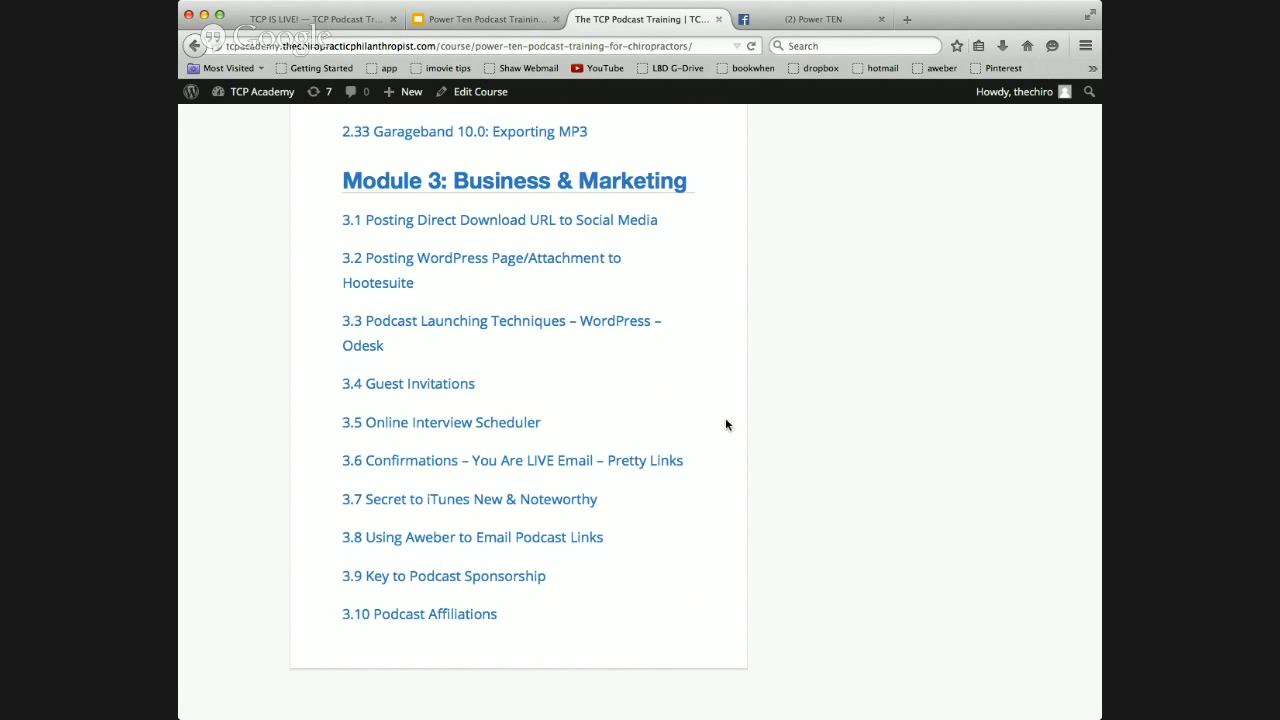 TCP IS LIVE! — TCP Podcast Tr...
Power Ten Podcast Trainin...
The TCP Podcast Training | TC...
(2) Power TEN
Google
tcpacademy.thechiropracticphilanthropist.com/course/power-ten-podcast-training-for-chiropractors/
Search
Most Visited
Getting Started
app
imovie tips
Shaw Webmail
YouTube
LBD G-Drive
bookwhen
dropbox
hotmail
aweber
Pinterest
TCP Academy
7
0
New
Edit Course
Howdy, thechiro
2.33 Garageband 10.0: Exporting MP3
Module 3: Business & Marketing
3.1 Posting Direct Download URL to Social Media
3.2 Posting WordPress Page/Attachment to
Hootesuite
3.3 Podcast Launching Techniques – WordPress –
Odesk
3.4 Guest Invitations
3.5 Online Interview Scheduler
3.6 Confirmations – You Are LIVE Email – Pretty Links
3.7 Secret to iTunes New & Noteworthy
3.8 Using Aweber to Email Podcast Links
3.9 Key to Podcast Sponsorship
3.10 Podcast Affiliations